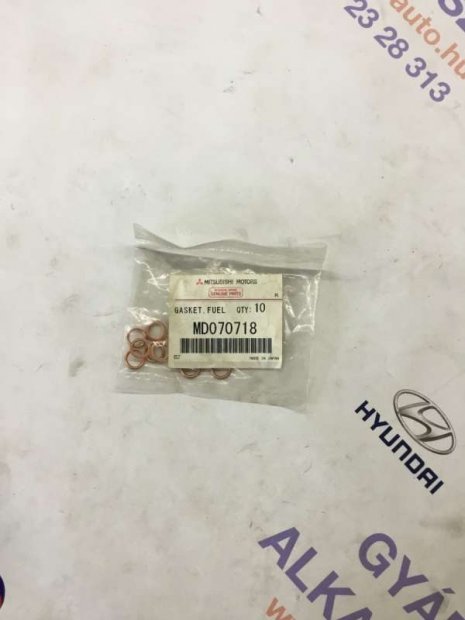 auto.hu
23 28 313
MITSUBISHI MOTORS
GENUINE PARTS
R
GASKET, FUEL QTY: 10
MD070718
MADE IN JAPAN
HYUNDAI
GYÁR
ALKA